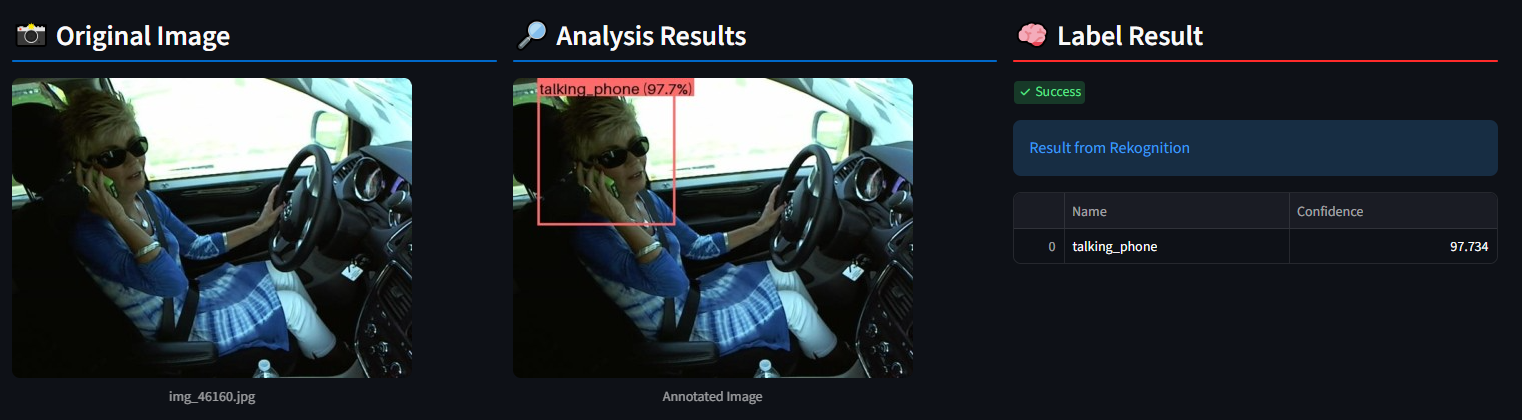 Original Image
img_46160.jpg
Analysis Results
talking_phone (97.7%)
Annotated Image
Label Result
✓ Success
Result from Rekognition
Name Confidence
0 talking_phone 97.734